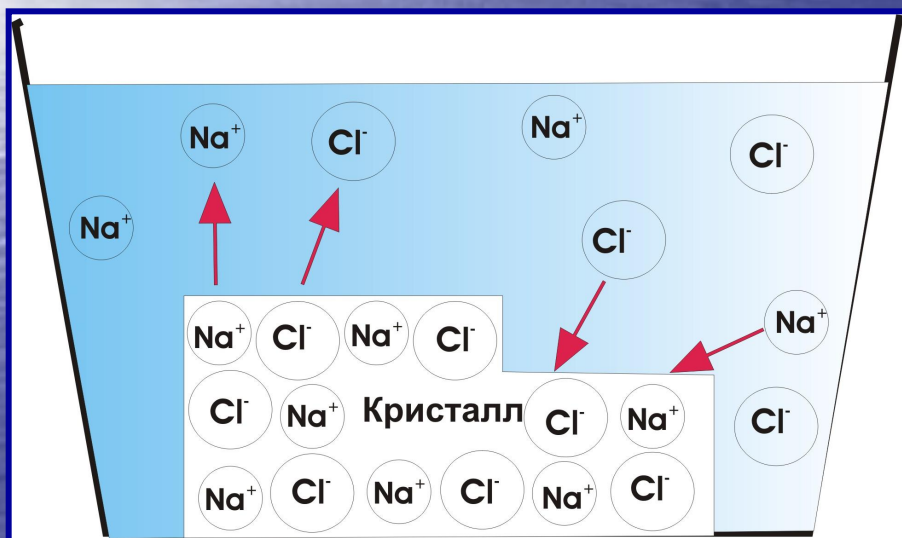 Na⁺ Cl⁻ Na⁺ Cl⁻
Na⁺ Cl⁻
Na⁺ Cl⁻ Na⁺ Cl⁻ Na⁺
Cl⁻ Na⁺ Кристалл Cl⁻ Na⁺ Cl⁻
Na⁺ Cl⁻ Na⁺ Cl⁻ Na⁺ Cl⁻